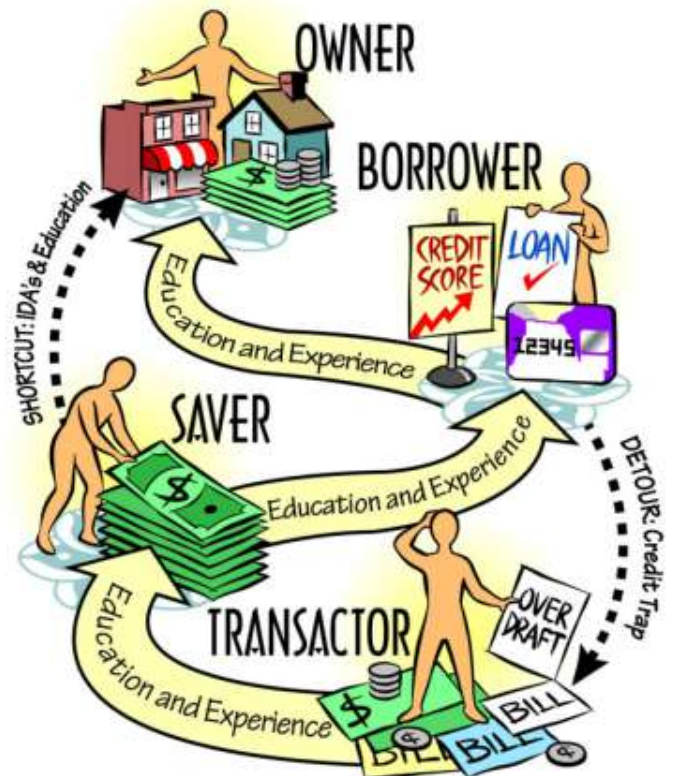 OWNER
BORROWER
CREDIT
SCORE
LOAN
12345
SHORTCUT: IDA's & Education
Education and Experience
SAVER
$
Education and Experience
DETOUR: Credit Trap
TRANSACTOR
OVER
DRAFT
Education and Experience
$
BILL
BILL
BILL
$